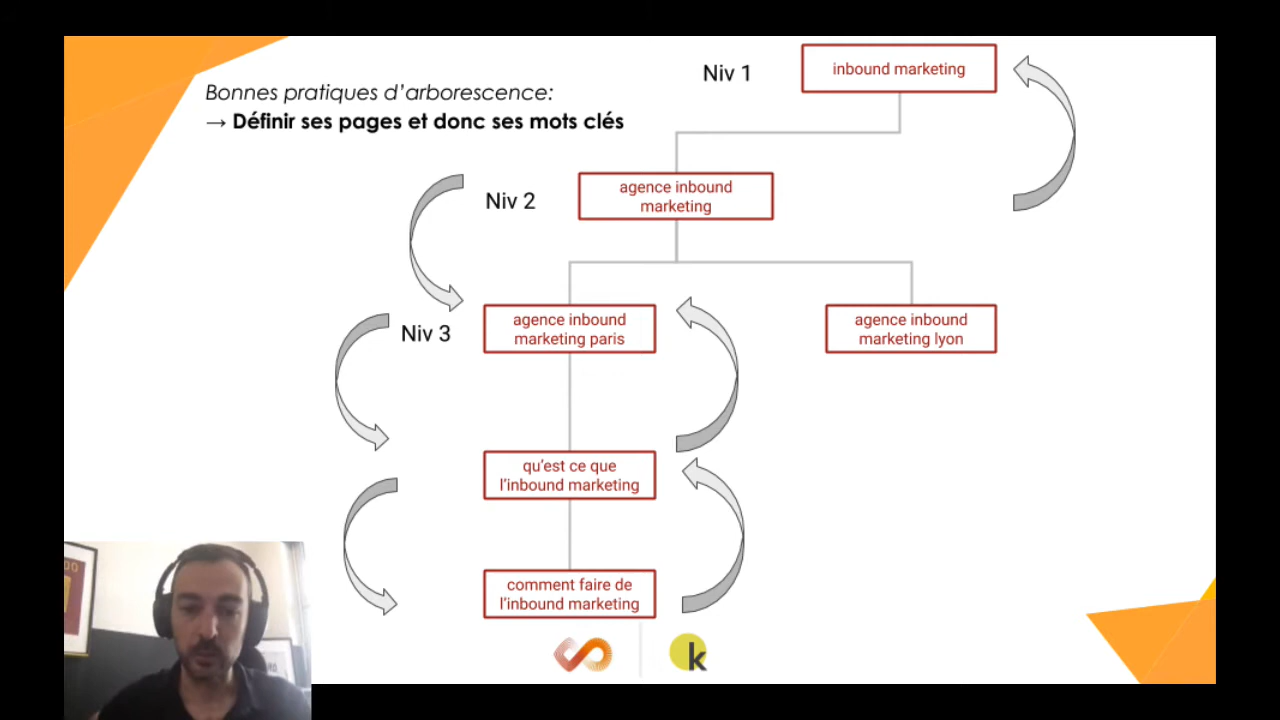 Bonnes pratiques d'arborescence:
→ Définir ses pages et donc ses mots clés
Niv 1
inbound marketing
Niv 2
agence inbound
marketing
Niv 3
agence inbound
marketing paris
agence inbound
marketing lyon
qu'est ce que
l'inbound marketing
comment faire de
l'inbound marketing
k